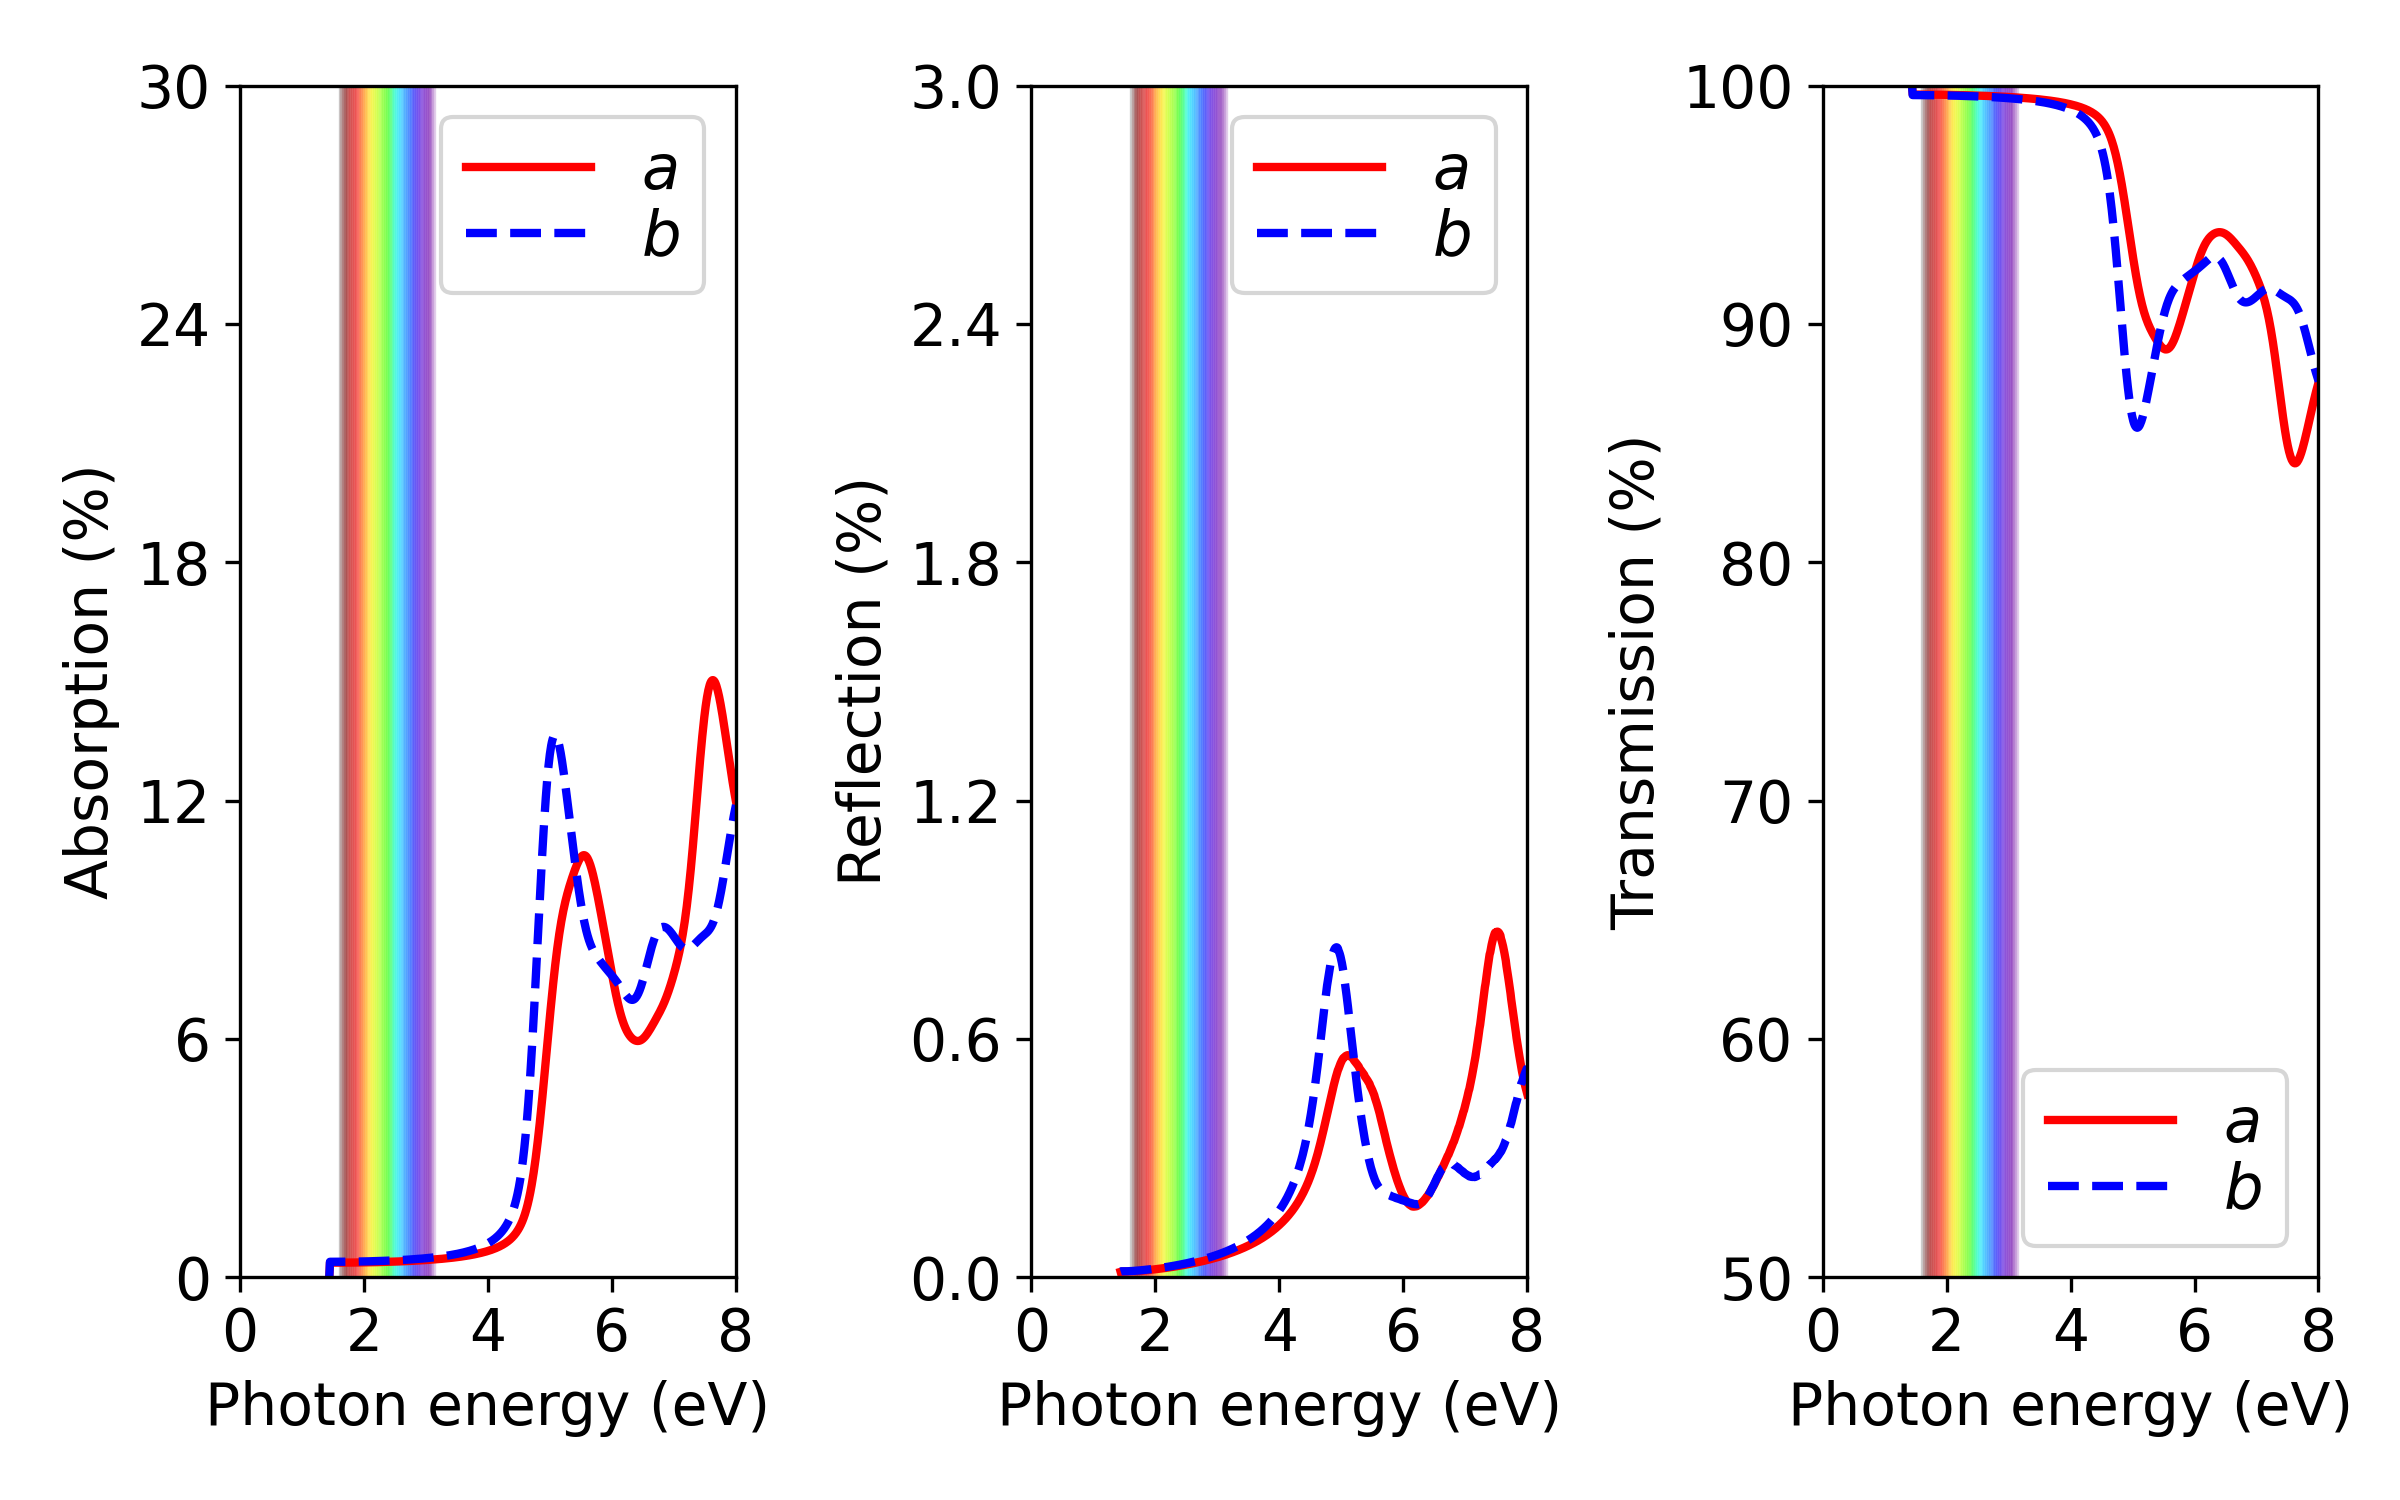 Absorption (%)
30
24
18
12
6
0
0 2 4 6 8
Photon energy (eV)
a
b
Reflection (%)
3.0
2.4
1.8
1.2
0.6
0.0
0 2 4 6 8
Photon energy (eV)
a
b
Transmission (%)
100
90
80
70
60
50
0 2 4 6 8
Photon energy (eV)
a
b